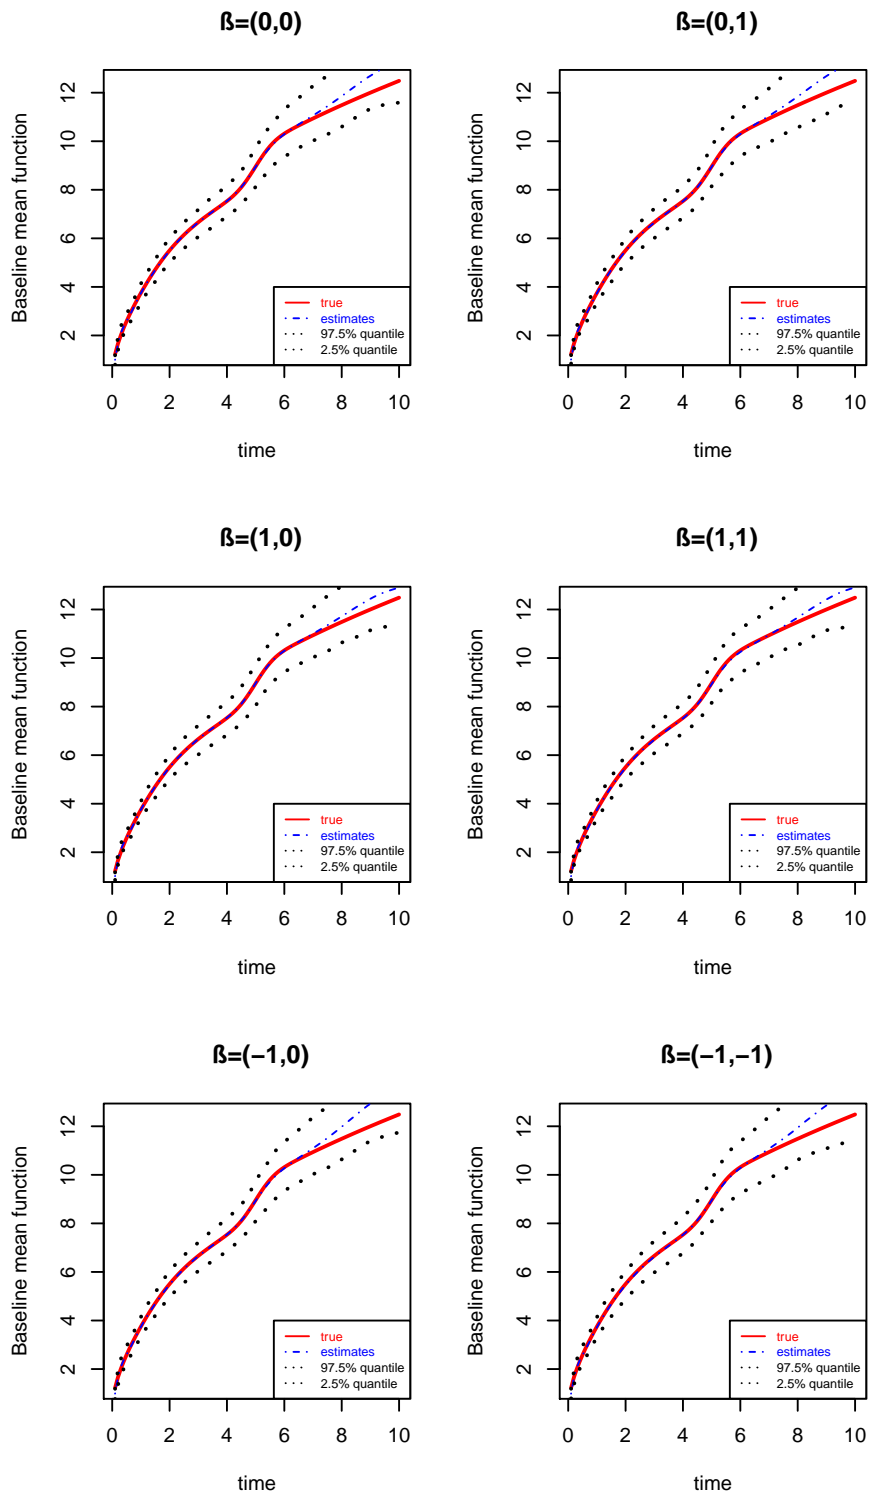 ß=(0,0)
Baseline mean function
2 4 6 8 10 12
true
estimates
97.5% quantile
2.5% quantile
0 2 4 6 8 10
time
ß=(0,1)
Baseline mean function
2 4 6 8 10 12
true
estimates
97.5% quantile
2.5% quantile
0 2 4 6 8 10
time
ß=(1,0)
Baseline mean function
2 4 6 8 10 12
true
estimates
97.5% quantile
2.5% quantile
0 2 4 6 8 10
time
ß=(1,1)
Baseline mean function
2 4 6 8 10 12
true
estimates
97.5% quantile
2.5% quantile
0 2 4 6 8 10
time
ß=(−1,0)
Baseline mean function
2 4 6 8 10 12
true
estimates
97.5% quantile
2.5% quantile
0 2 4 6 8 10
time
ß=(−1,−1)
Baseline mean function
2 4 6 8 10 12
true
estimates
97.5% quantile
2.5% quantile
0 2 4 6 8 10
time